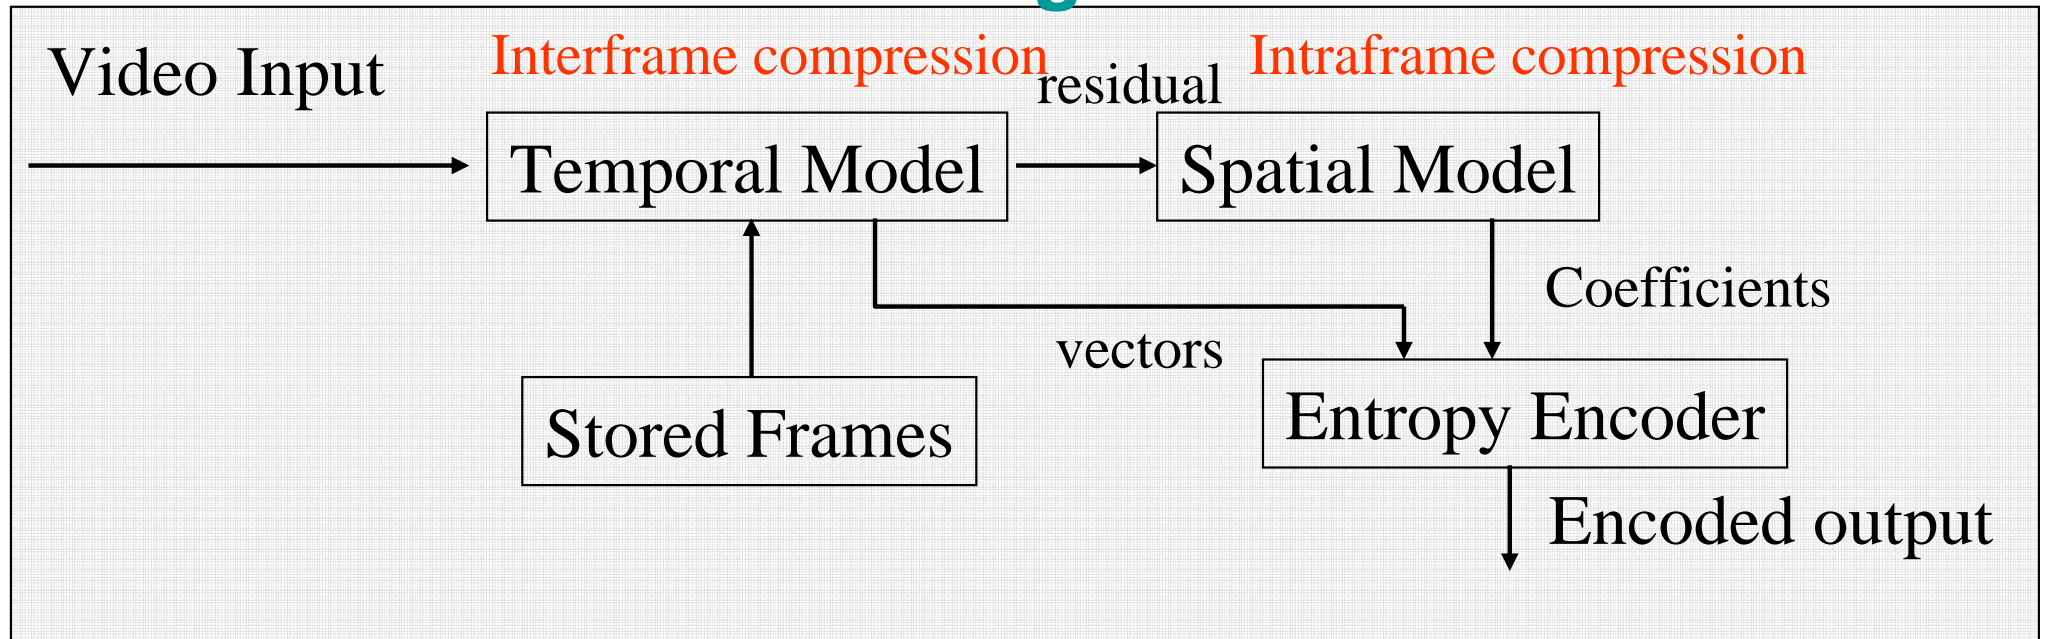 Video Input
Interframe compression
residual
Intraframe compression
Temporal Model
Spatial Model
Coefficients
vectors
Stored Frames
Entropy Encoder
Encoded output